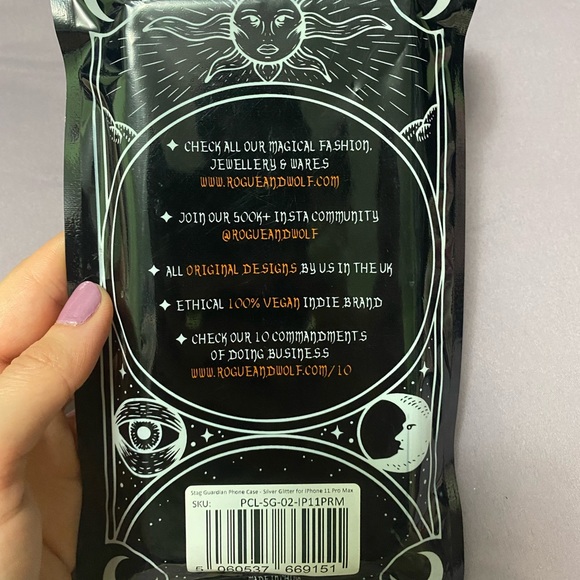 CHECK ALL OUR MAGICAL FASHION,
JEWELLERY & WARES
WWW.ROGUEANDWOLF.COM
JOIN OUR 500K+ INSTA COMMUNITY
@ROGUEANDWOLF
ALL ORIGINAL DESIGNS BY US IN THE UK
ETHICAL 100% VEGAN INDIE BRAND
CHECK OUR 10 COMMANDMENTS
OF DOING BUSINESS
WWW.ROGUEANDWOLF.COM/10
Stag Guardian Phone Case - Silver Glitter for iPhone 11 Pro Max
SKU: PCL-SG-02-IP11PRM
5 060537 669151
MADE IN CHINA